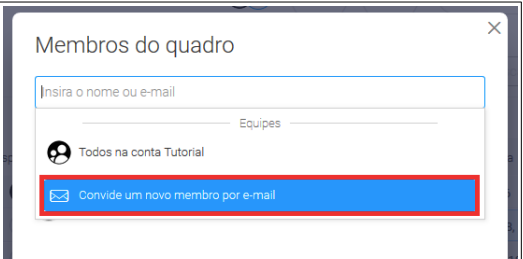 Membros do quadro
Insira o nome ou e-mail
Equipes
Todos na conta Tutorial
Convide um novo membro por e-mail